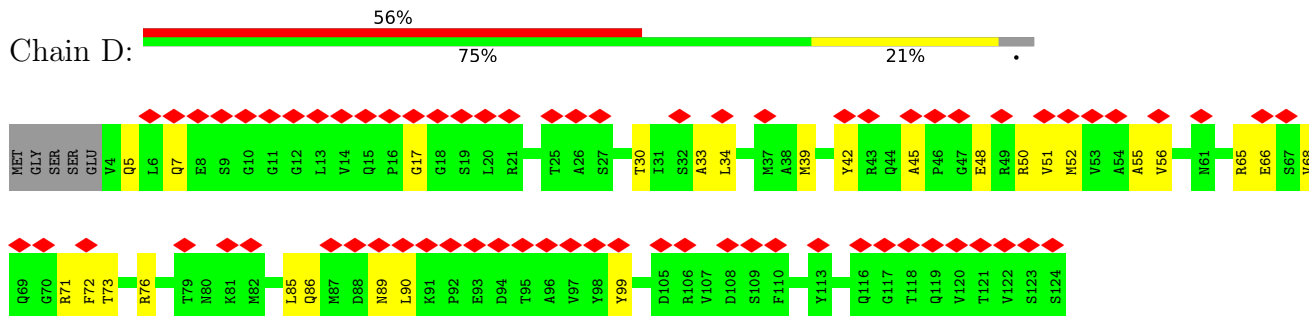 56%
Chain D:
75% 21% •
MET GLY SER SER GLU V4 Q5 L6 Q7 E8 S9 G10 G11 G12 L13 V14 Q15 P16 G17 G18 S19 L20 R21 T25 A26 S27 T30 I31 S32 A33 L34 M37 A38 M39 Y42 R43 Q44 A45 P46 G47 E48 R49 R50 V51 M52 V53 A54 A55 V56 N61 R65 E66 S67 V68
Q69 G70 R71 F72 T73 R76 T79 N80 K81 M82 L85 Q86 M87 D88 N89 L90 K91 P92 E93 D94 T95 A96 V97 Y98 Y99 D105 R106 V107 D108 S109 F110 Y113 Q116 G117 T118 Q119 V120 T121 V122 S123 S124